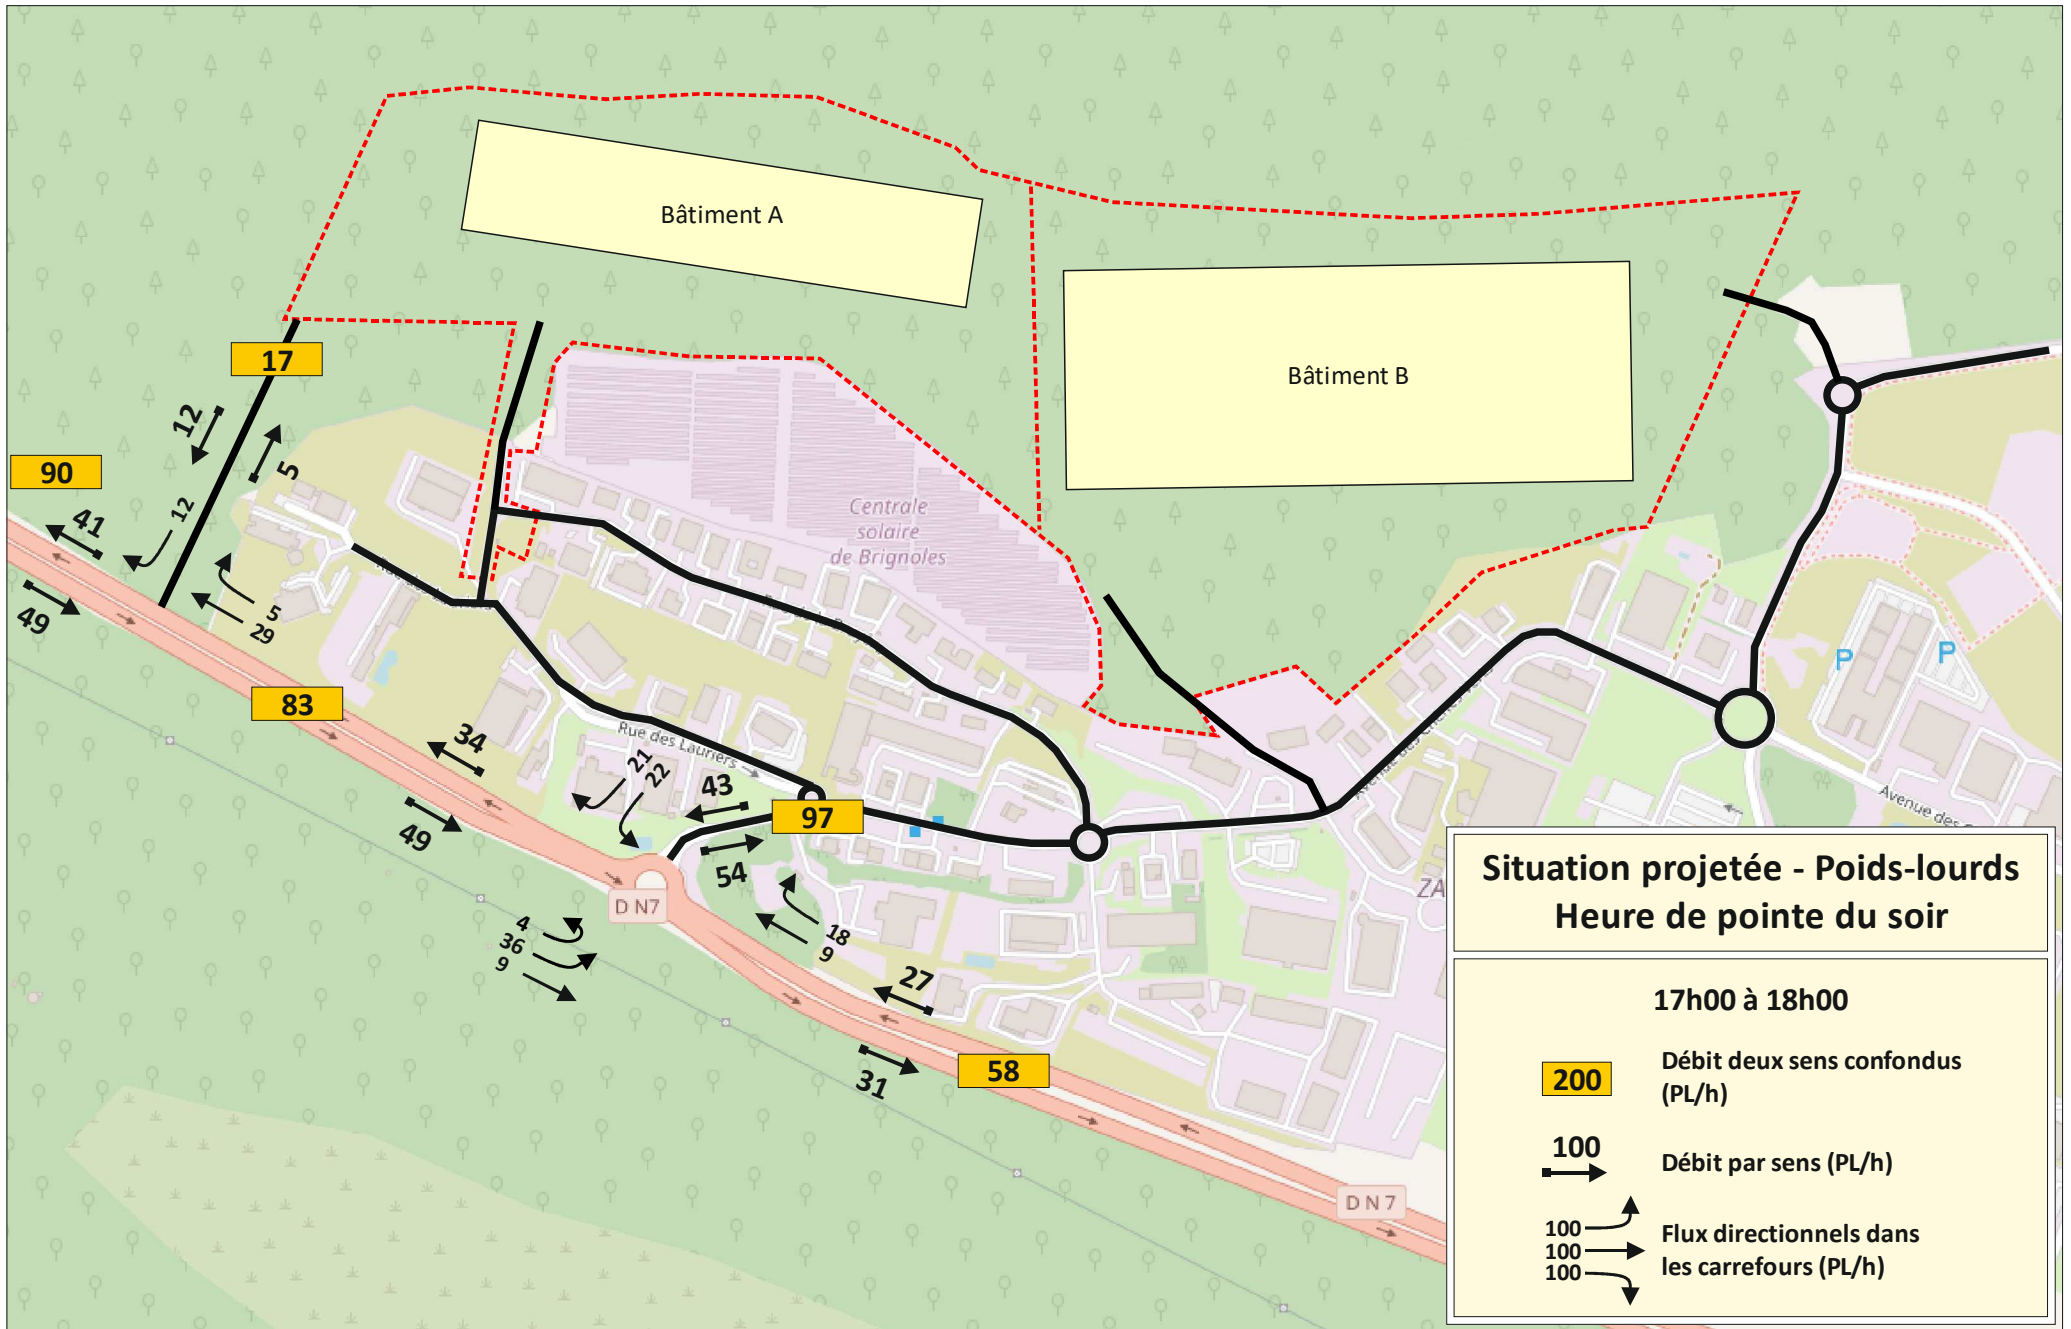 Bâtiment A
Bâtiment B
17
12
5
90
41
12
49
5
29
Centrale
solaire
de Brignoles
83
34
49
Rue des Lauriers
21
22
43
97
54
D N7
4
36
9
18
9
27
31
58
P
P
ZA
D N 7
Situation projetée - Poids-lourds
Heure de pointe du soir
17h00 à 18h00
200
Débit deux sens confondus
(PL/h)
100
Débit par sens (PL/h)
100
100
100
Flux directionnels dans
les carrefours (PL/h)
Avenue des